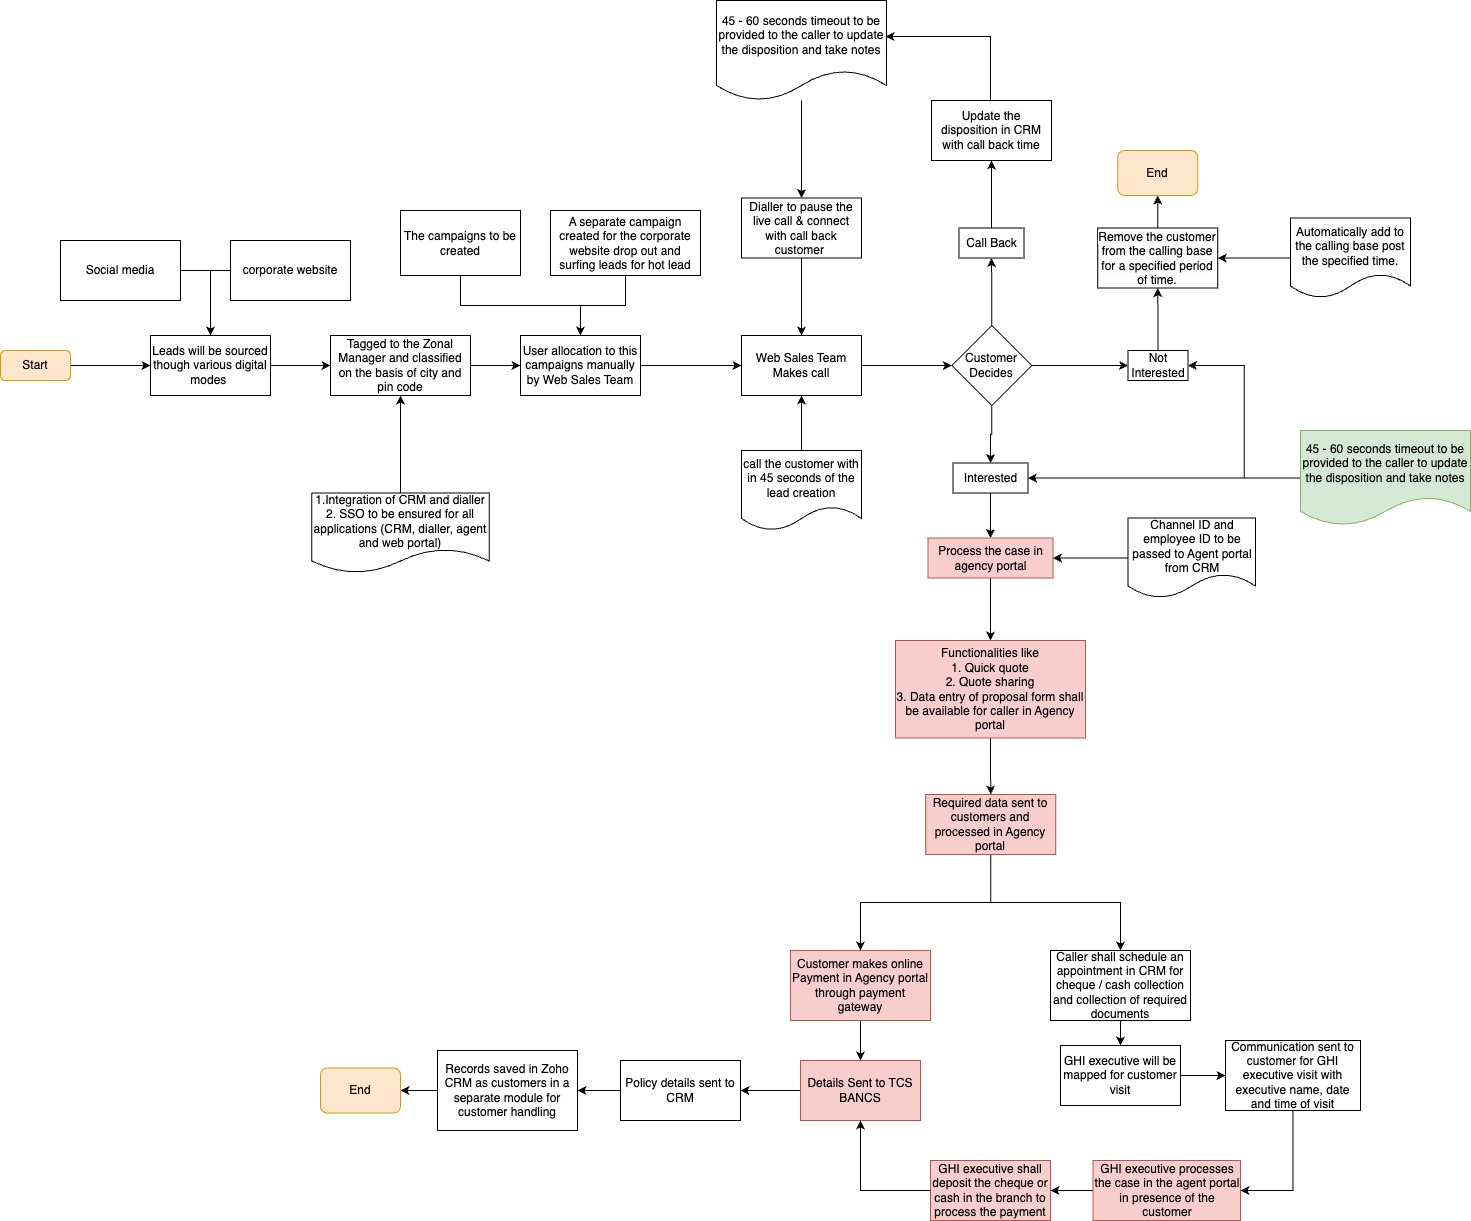 45 - 60 seconds timeout to be
provided to the caller to update
the disposition and take notes
Update the
disposition in CRM
with call back time
End
Dialler to pause the
live call & connect
with call back
customer
Call Back
Remove the customer
from the calling base
for a specified period
of time.
Automatically add to
the calling base post
the specified time.
The campaigns to be
created
A separate campaign
created for the corporate
website drop out and
surfing leads for hot lead
Social media
corporate website
Start
Leads will be sourced
though various digital
modes
Tagged to the Zonal
Manager and classified
on the basis of city and
pin code
User allocation to this
campaigns manually
by Web Sales Team
Web Sales Team
Makes call
Customer
Decides
Not
Interested
1.Integration of CRM and dialler
2. SSO to be ensured for all
applications (CRM, dialler, agent
and web portal)
call the customer with
in 45 seconds of the
lead creation
Interested
45 - 60 seconds timeout to be
provided to the caller to update
the disposition and take notes
Process the case in
agency portal
Channel ID and
employee ID to be
passed to Agent portal
from CRM
Functionalities like
1. Quick quote
2. Quote sharing
3. Data entry of proposal form shall
be available for caller in Agency
portal
Required data sent to
customers and
processed in Agency
portal
Customer makes online
Payment in Agency portal
through payment
gateway
Caller shall schedule an
appointment in CRM for
cheque / cash collection
and collection of required
documents
GHI executive will be
mapped for customer
visit
Communication sent to
customer for GHI
executive visit with
executive name, date
and time of visit
End
Records saved in Zoho
CRM as customers in a
separate module for
customer handling
Policy details sent to
CRM
Details Sent to TCS
BANCS
GHI executive shall
deposit the cheque or
cash in the branch to
process the payment
GHI executive processes
the case in the agent portal
in presence of the
customer